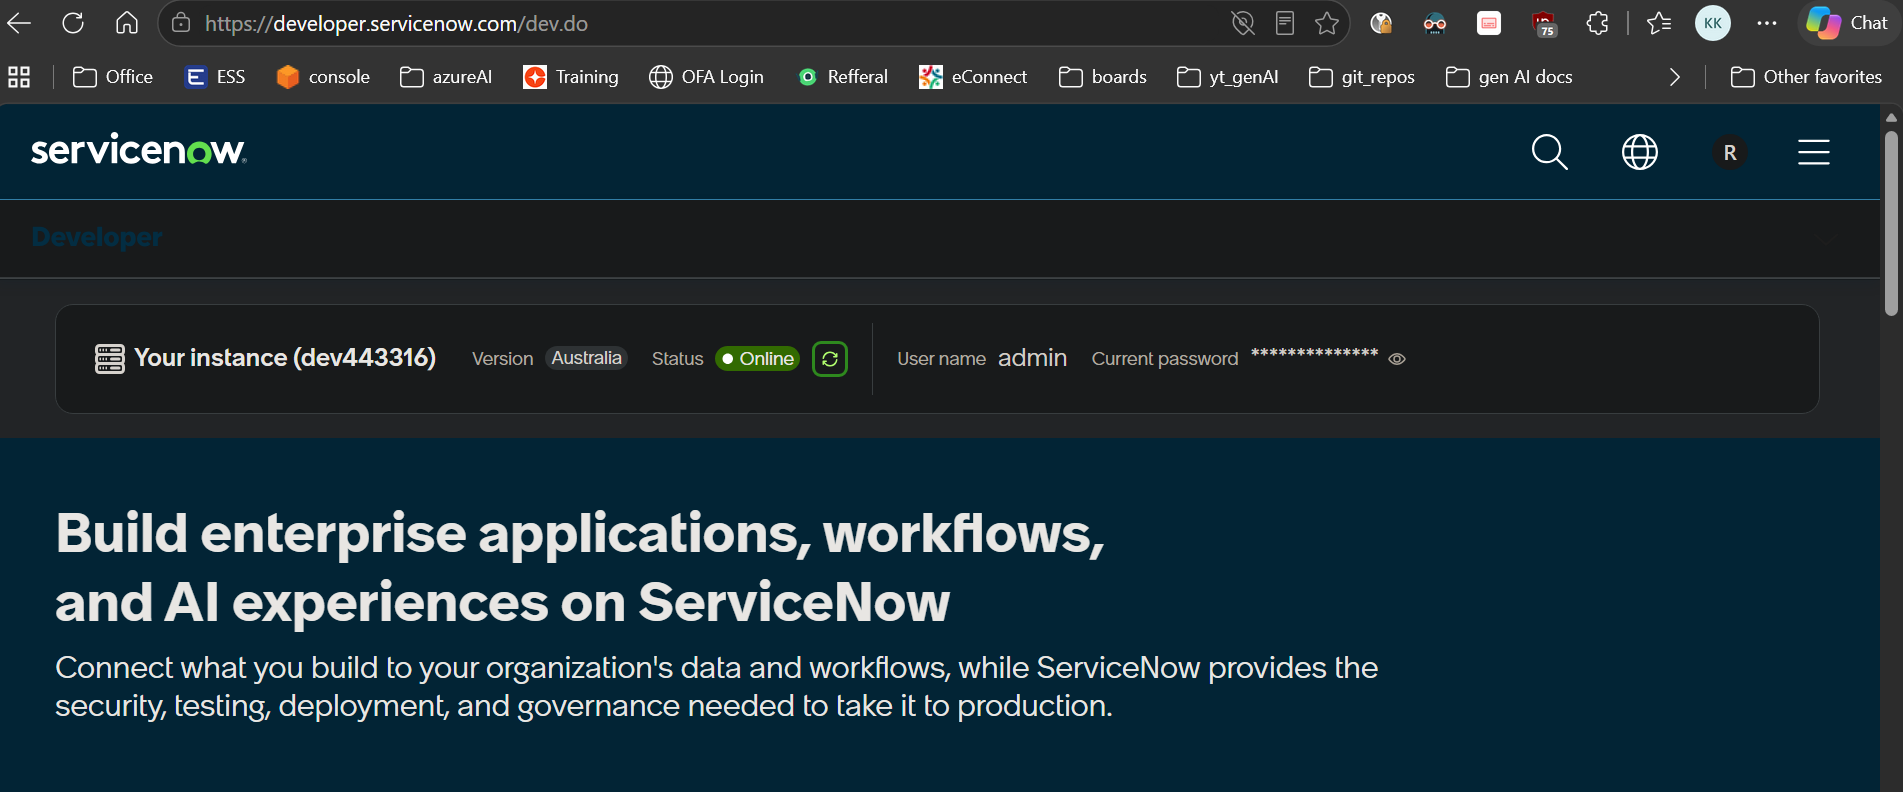 https://developer.servicenow.com/dev.do
75
KK
Chat
Office
ESS
console
azureAI
Training
OFA Login
Refferal
eConnect
boards
yt_genAI
git_repos
gen AI docs
Other favorites
servicenow
R
Developer
Your instance (dev443316) Version Australia Status Online User name admin Current password **************
Build enterprise applications, workflows,
and AI experiences on ServiceNow
Connect what you build to your organization's data and workflows, while ServiceNow provides the
security, testing, deployment, and governance needed to take it to production.